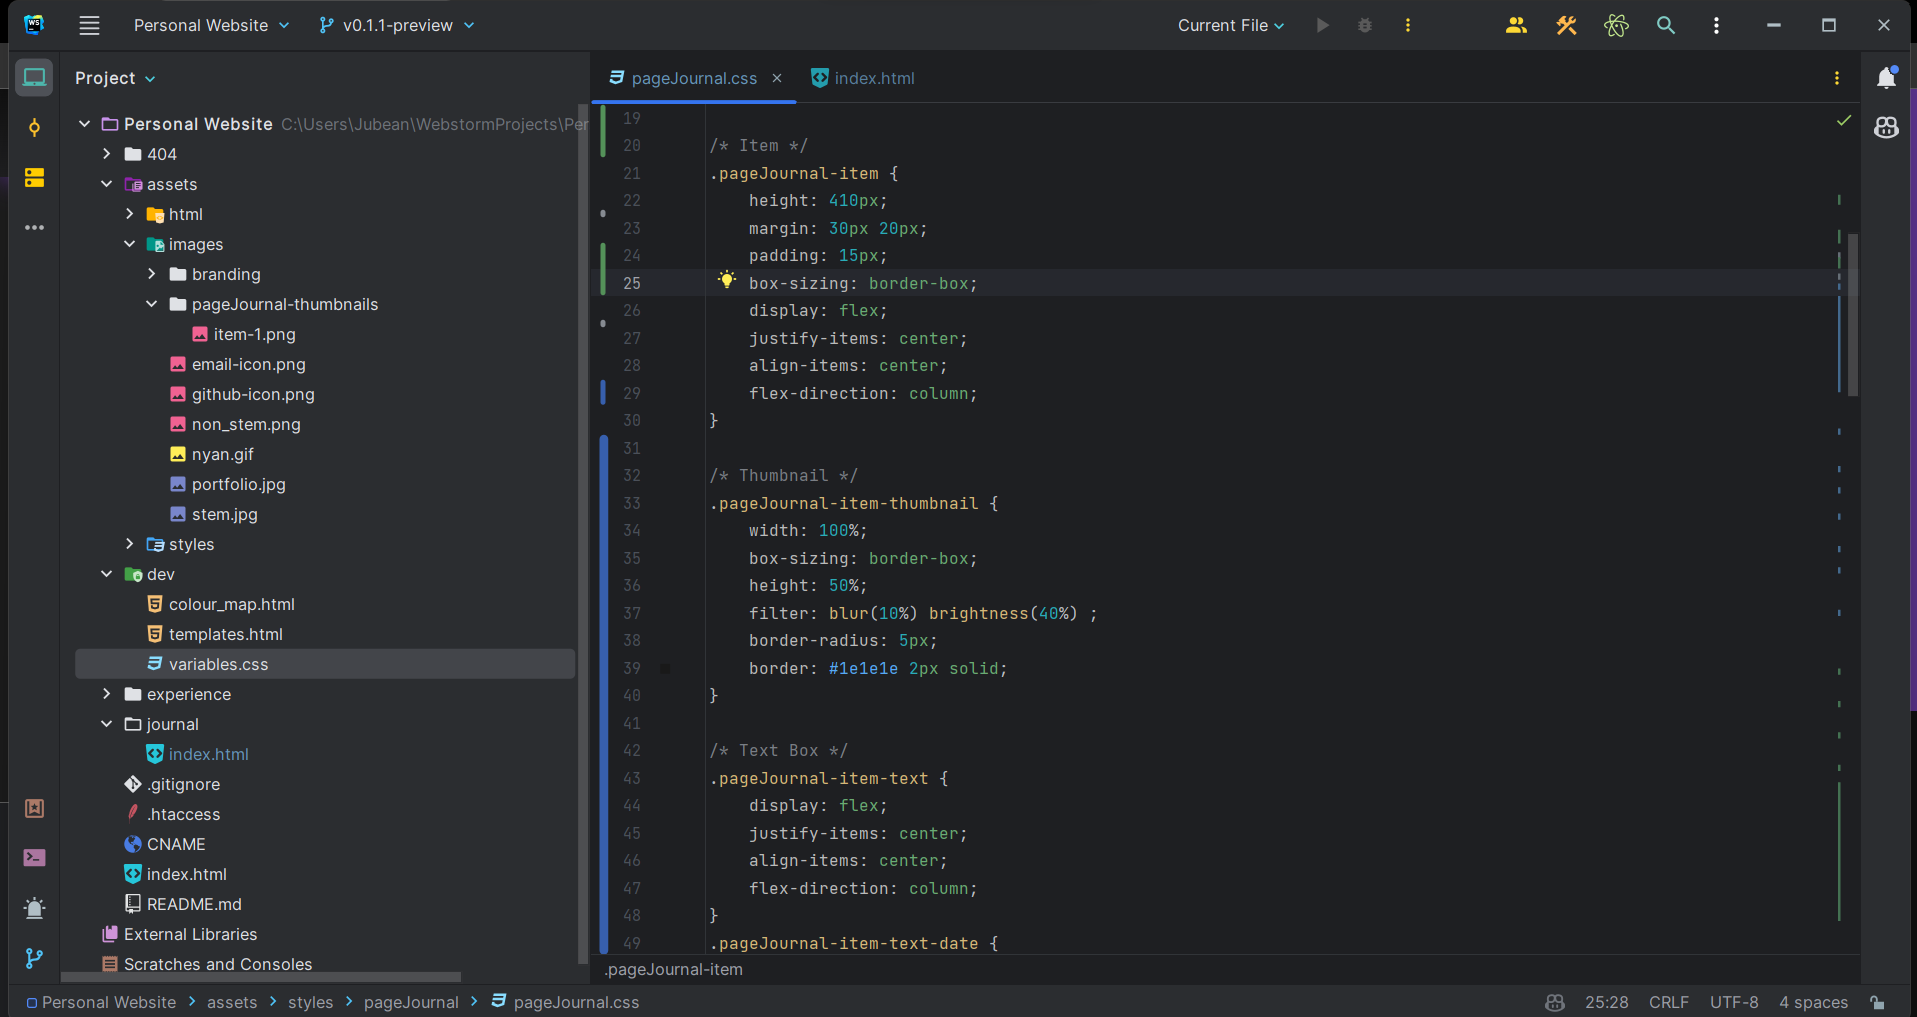 WS
Personal Website
v0.1.1-preview
Current File
Project
pageJournal.css
index.html
Personal Website C:\Users\Jubean\WebstormProjects\Per
404
assets
html
images
branding
pageJournal-thumbnails
item-1.png
email-icon.png
github-icon.png
non_stem.png
nyan.gif
portfolio.jpg
stem.jpg
styles
dev
colour_map.html
templates.html
variables.css
experience
journal
index.html
.gitignore
.htaccess
CNAME
index.html
README.md
External Libraries
Scratches and Consoles
19
20 /* Item */
21 .pageJournal-item {
22 height: 410px;
23 margin: 30px 20px;
24 padding: 15px;
25 box-sizing: border-box;
26 display: flex;
27 justify-items: center;
28 align-items: center;
29 flex-direction: column;
30 }
31
32 /* Thumbnail */
33 .pageJournal-item-thumbnail {
34 width: 100%;
35 box-sizing: border-box;
36 height: 50%;
37 filter: blur(10%) brightness(40%) ;
38 border-radius: 5px;
39 border: #1e1e1e 2px solid;
40 }
41
42 /* Text Box */
43 .pageJournal-item-text {
44 display: flex;
45 justify-items: center;
46 align-items: center;
47 flex-direction: column;
48 }
49 .pageJournal-item-text-date {
.pageJournal-item
Personal Website > assets > styles > pageJournal > pageJournal.css
25:28 CRLF UTF-8 4 spaces